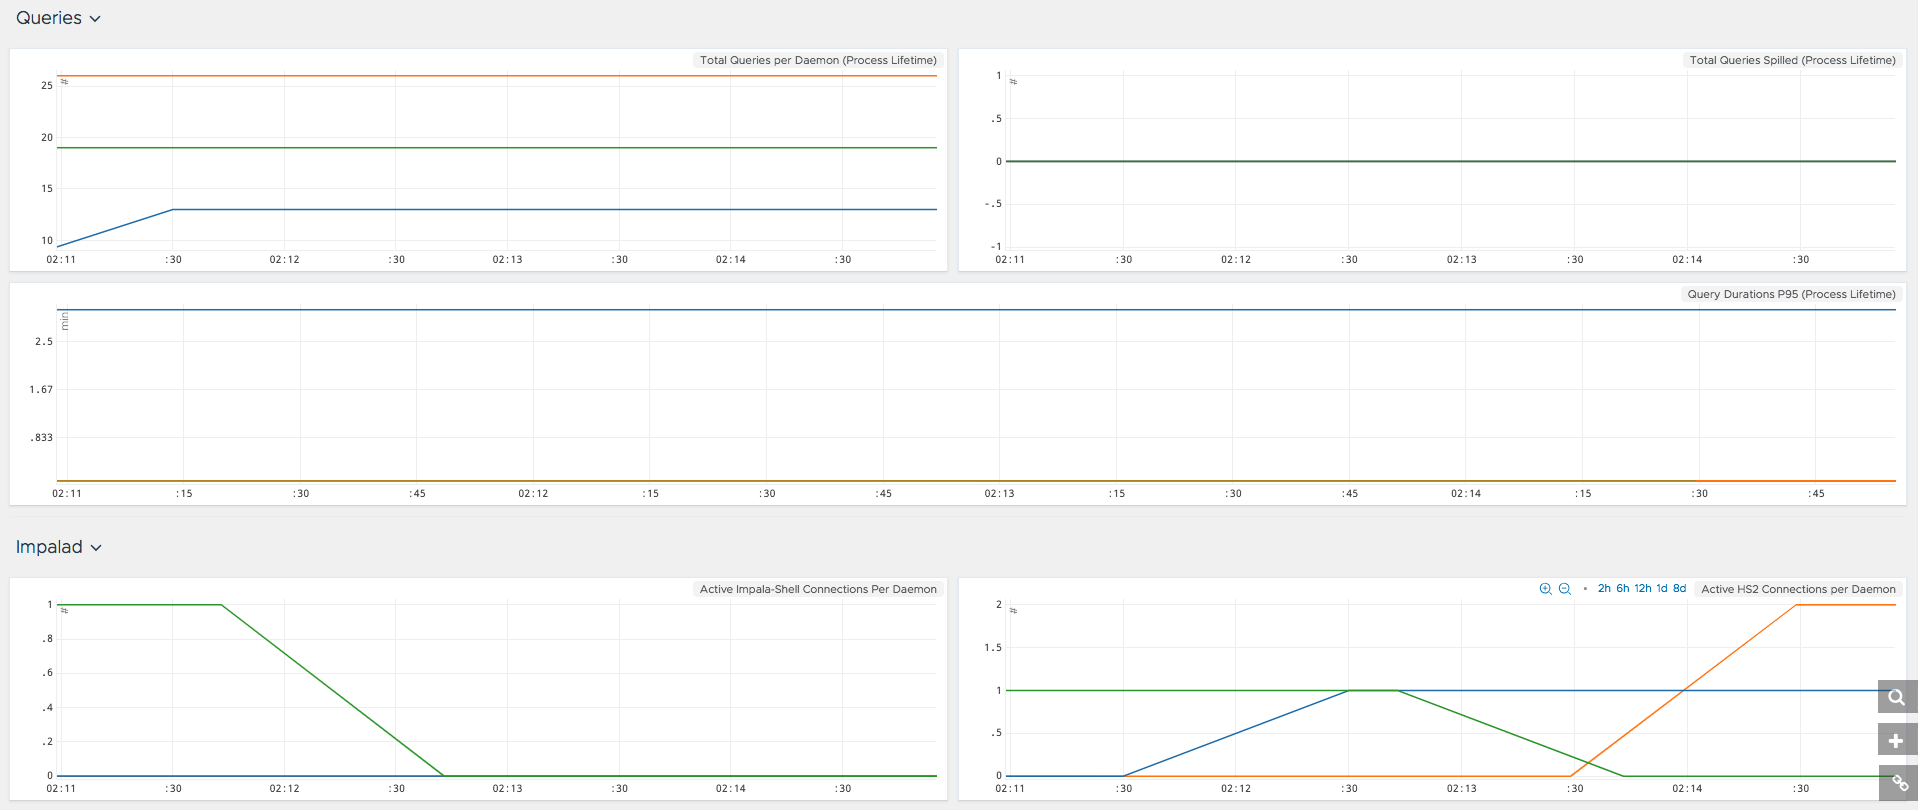 Queries
Total Queries per Daemon (Process Lifetime)
#
25
20
15
10
02:11 :30 02:12 :30 02:13 :30 02:14 :30
Total Queries Spilled (Process Lifetime)
#
1
.5
0
-.5
-1
02:11 :30 02:12 :30 02:13 :30 02:14 :30
Query Durations P95 (Process Lifetime)
min
2.5
1.67
.833
02:11 :15 :30 :45 02:12 :15 :30 :45 02:13 :15 :30 :45 02:14 :15 :30 :45
Impalad
Active Impala-Shell Connections Per Daemon
#
1
.8
.6
.4
.2
0
02:11 :30 02:12 :30 02:13 :30 02:14 :30
2h 6h 12h 1d 8d Active HS2 Connections per Daemon
#
2
1.5
1
.5
0
02:11 :30 02:12 :30 02:13 :30 02:14 :30